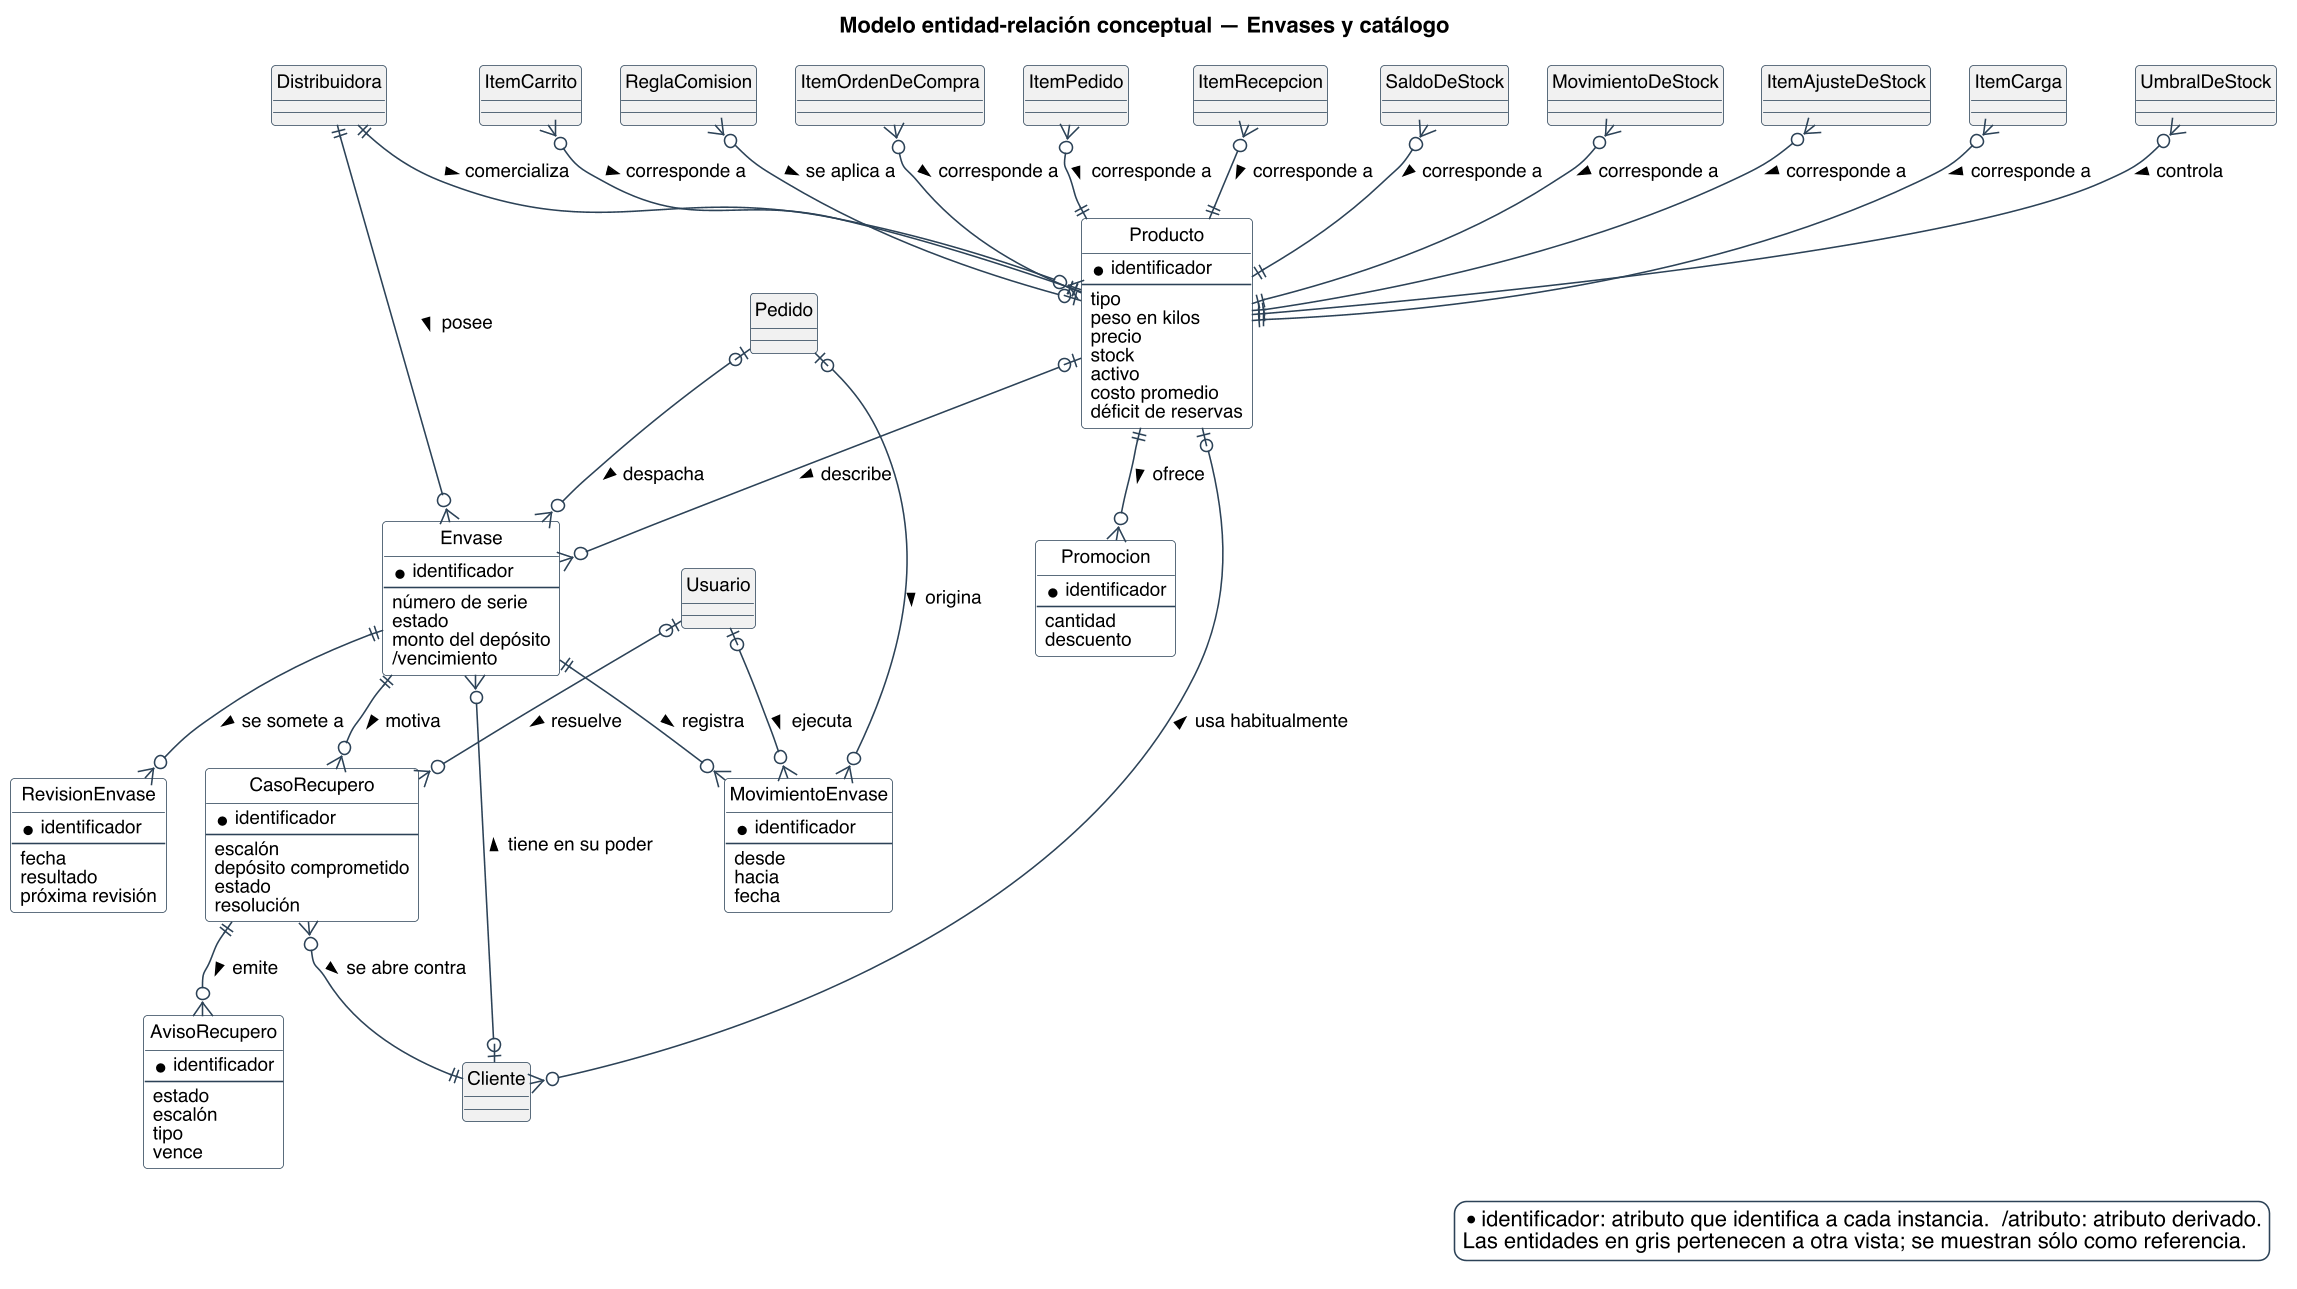 Modelo entidad-relación conceptual — Envases y catálogo
Distribuidora
ItemCarrito
ReglaComision
ItemOrdenDeCompra
ItemPedido
ItemRecepcion
SaldoDeStock
MovimientoDeStock
ItemAjusteDeStock
ItemCarga
UmbralDeStock
comercializa
corresponde a
se aplica a
corresponde a
corresponde a
corresponde a
corresponde a
corresponde a
corresponde a
corresponde a
controla
Producto
● identificador
tipo
peso en kilos
precio
stock
activo
costo promedio
déficit de reservas
Pedido
posee
despacha
describe
ofrece
Envase
● identificador
número de serie
estado
monto del depósito
/vencimiento
Usuario
origina
Promocion
● identificador
cantidad
descuento
se somete a
motiva
resuelve
registra
ejecuta
usa habitualmente
RevisionEnvase
● identificador
fecha
resultado
próxima revisión
CasoRecupero
● identificador
escalón
depósito comprometido
estado
resolución
tiene en su poder
MovimientoEnvase
● identificador
desde
hacia
fecha
emite
se abre contra
AvisoRecupero
● identificador
estado
escalón
tipo
vence
Cliente
• identificador: atributo que identifica a cada instancia. /atributo: atributo derivado.
Las entidades en gris pertenecen a otra vista; se muestran sólo como referencia.